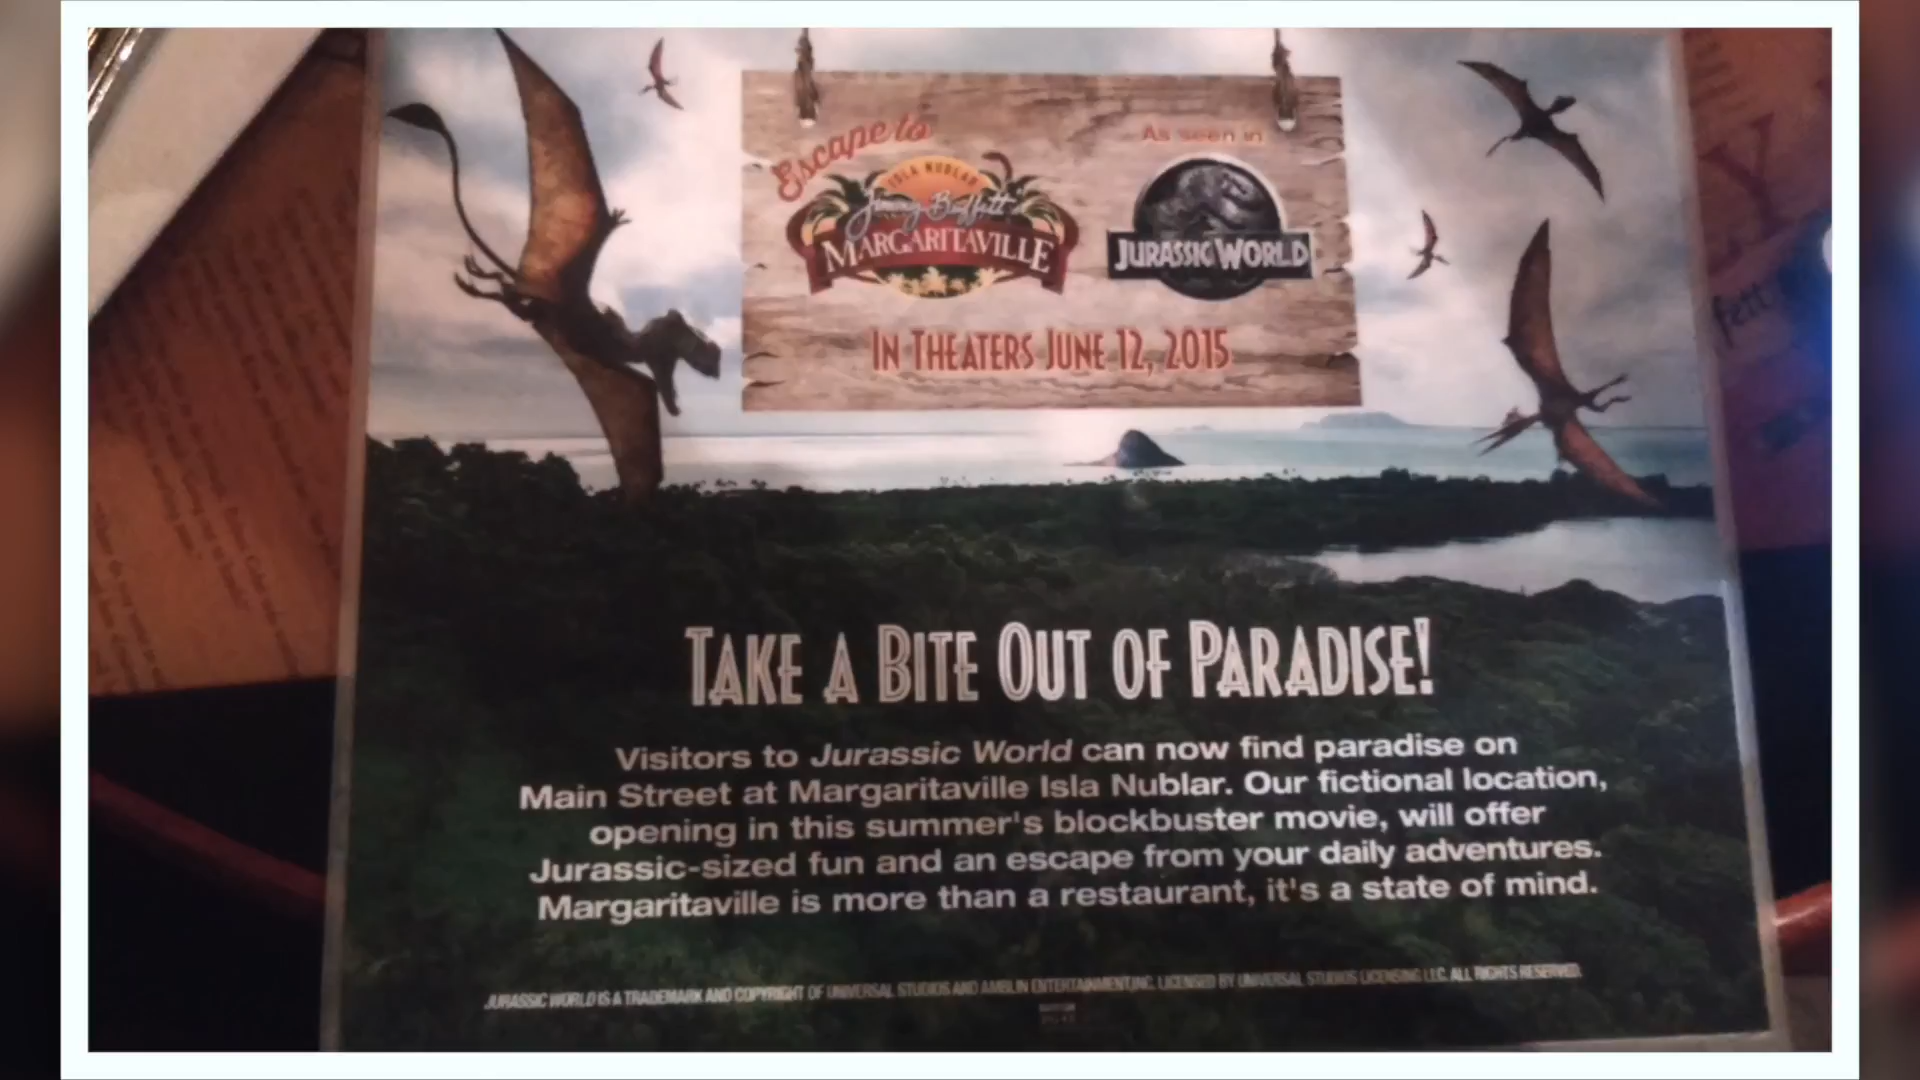 Escape to
As seen in
ISLA NUBLAR
Jimmy Buffett's
MARGARITAVILLE
JURASSIC WORLD
IN THEATERS JUNE 12, 2015
TAKE A BITE OUT OF PARADISE!
Visitors to Jurassic World can now find paradise on
Main Street at Margaritaville Isla Nublar. Our fictional location,
opening in this summer's blockbuster movie, will offer
Jurassic-sized fun and an escape from your daily adventures.
Margaritaville is more than a restaurant, it's a state of mind.
JURASSIC WORLD IS A TRADEMARK AND COPYRIGHT OF UNIVERSAL STUDIOS AND AMBLIN ENTERTAINMENT, INC. LICENSED BY UNIVERSAL STUDIOS LICENSING LLC. ALL RIGHTS RESERVED.